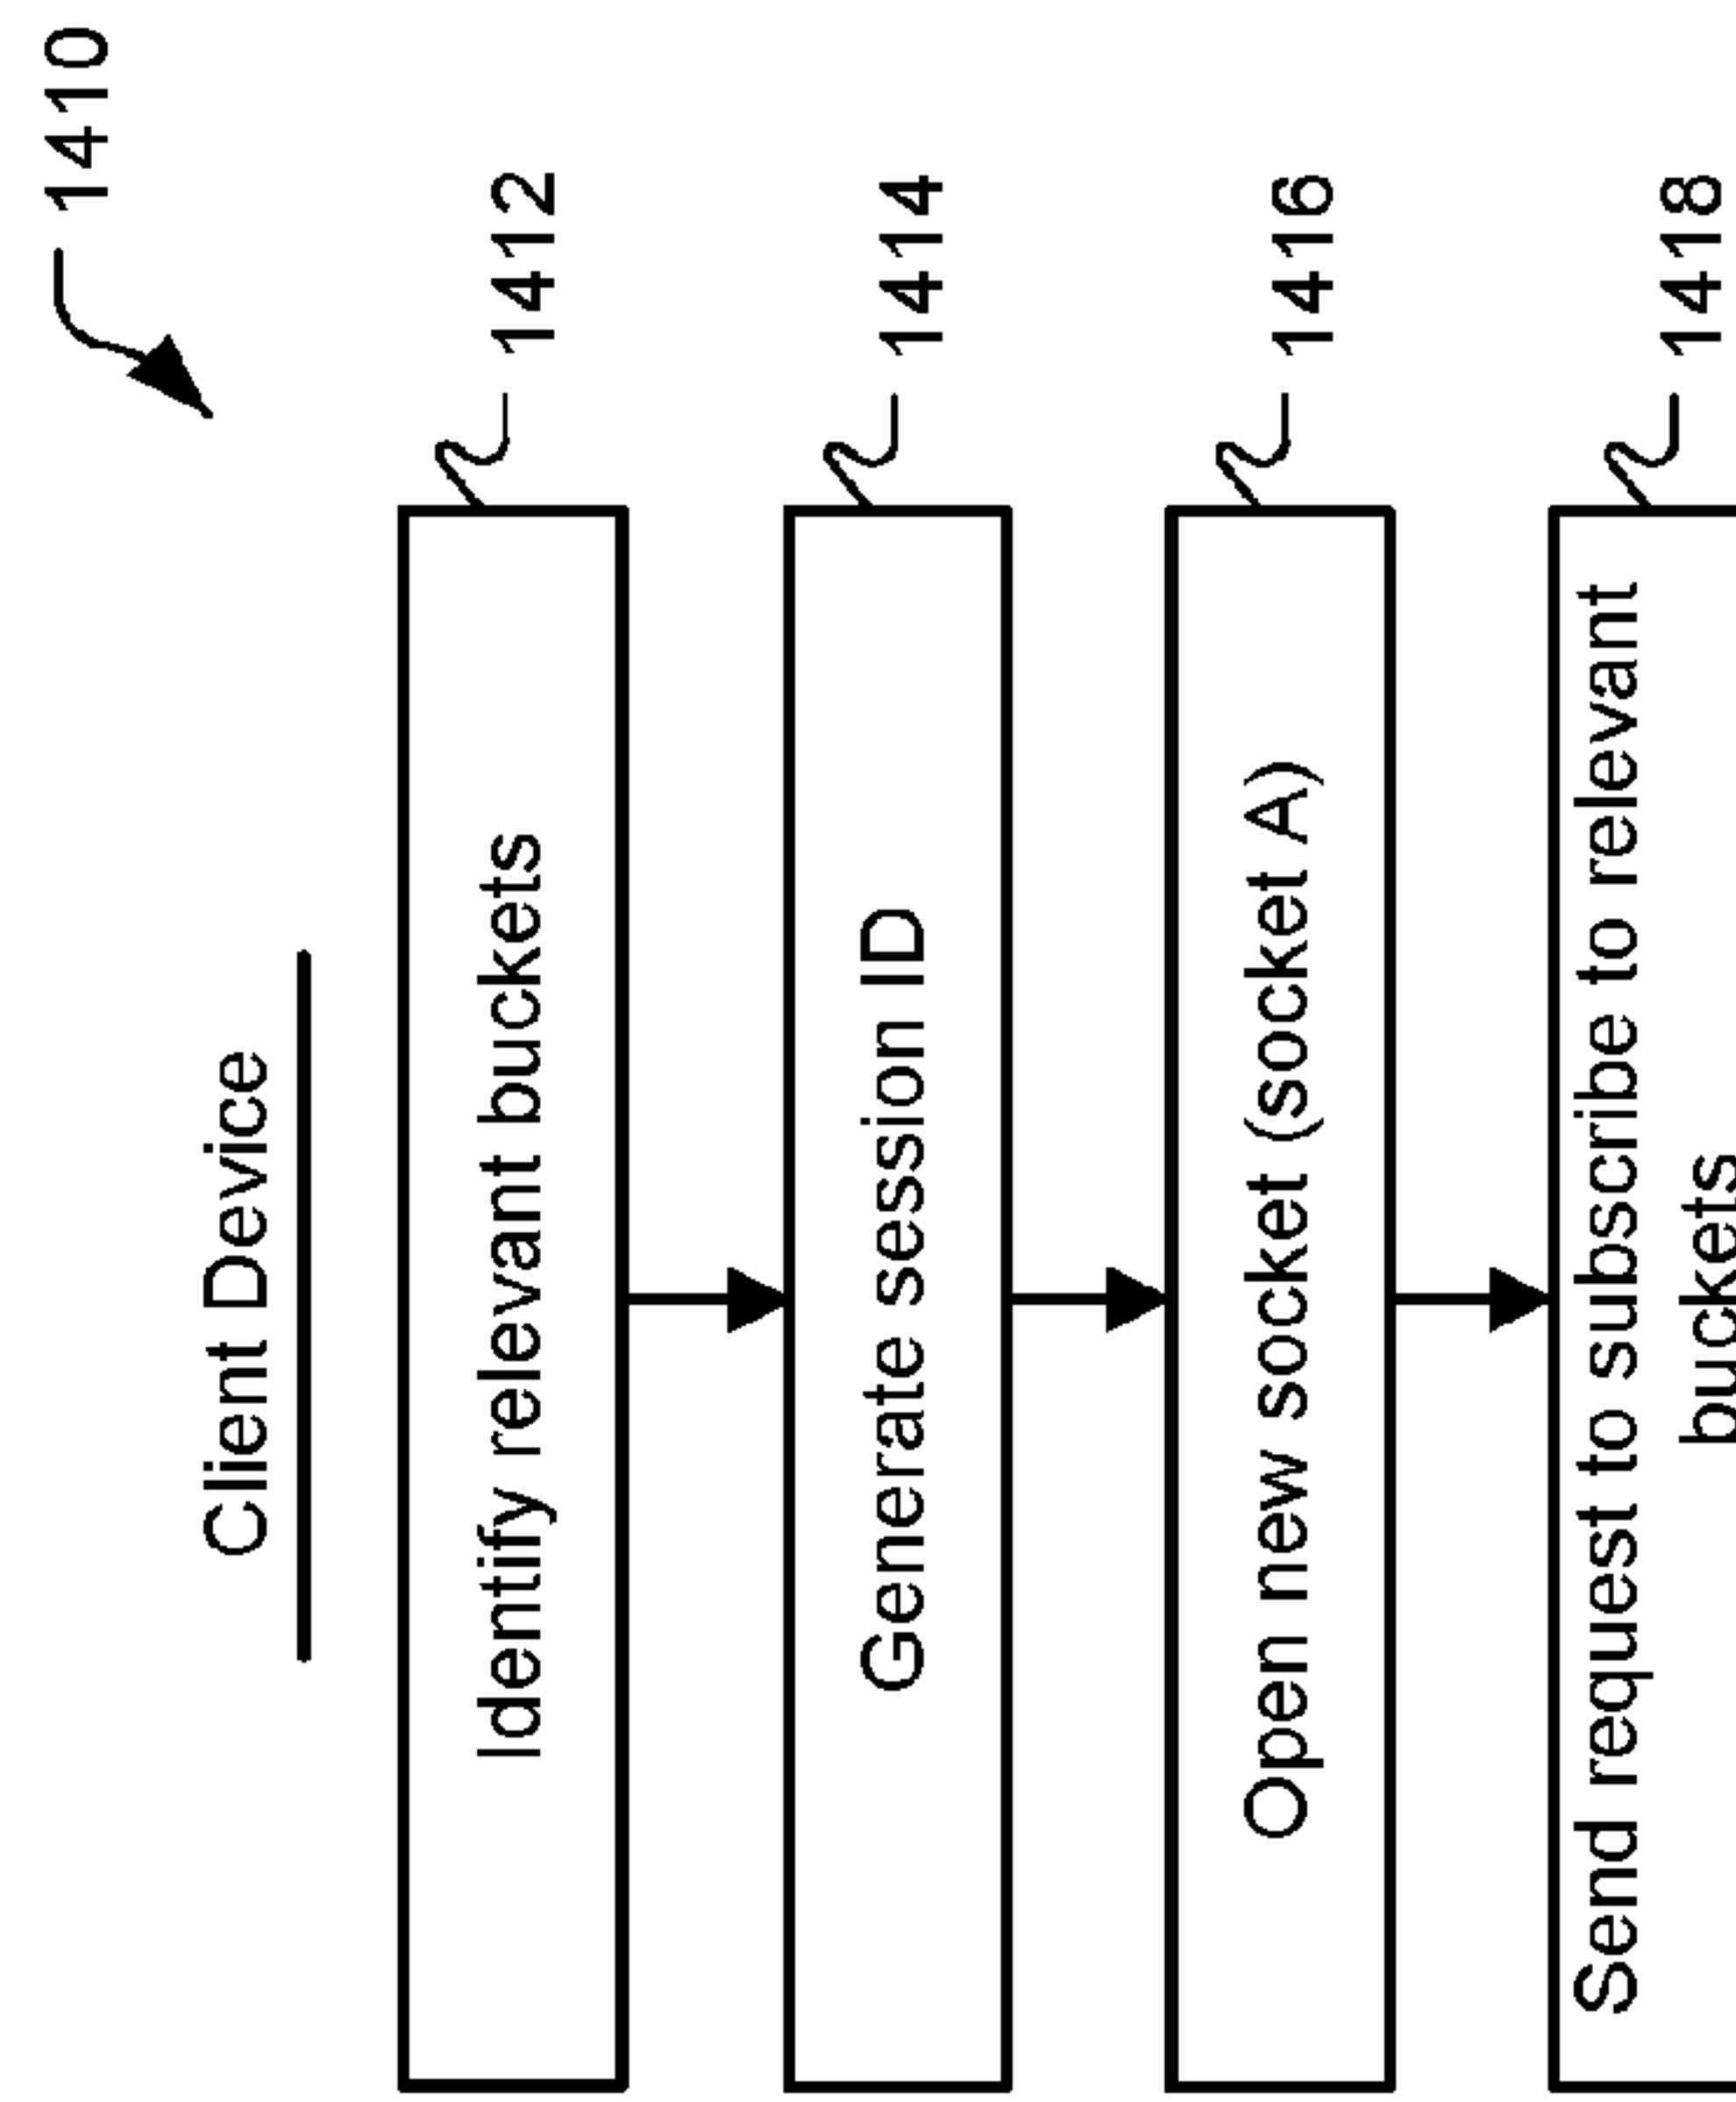 1410
Client Device
Identify relevant buckets
1412
Generate session ID
1414
Open new socket (socket A)
1416
Send request to subscribe to relevant
buckets
1418